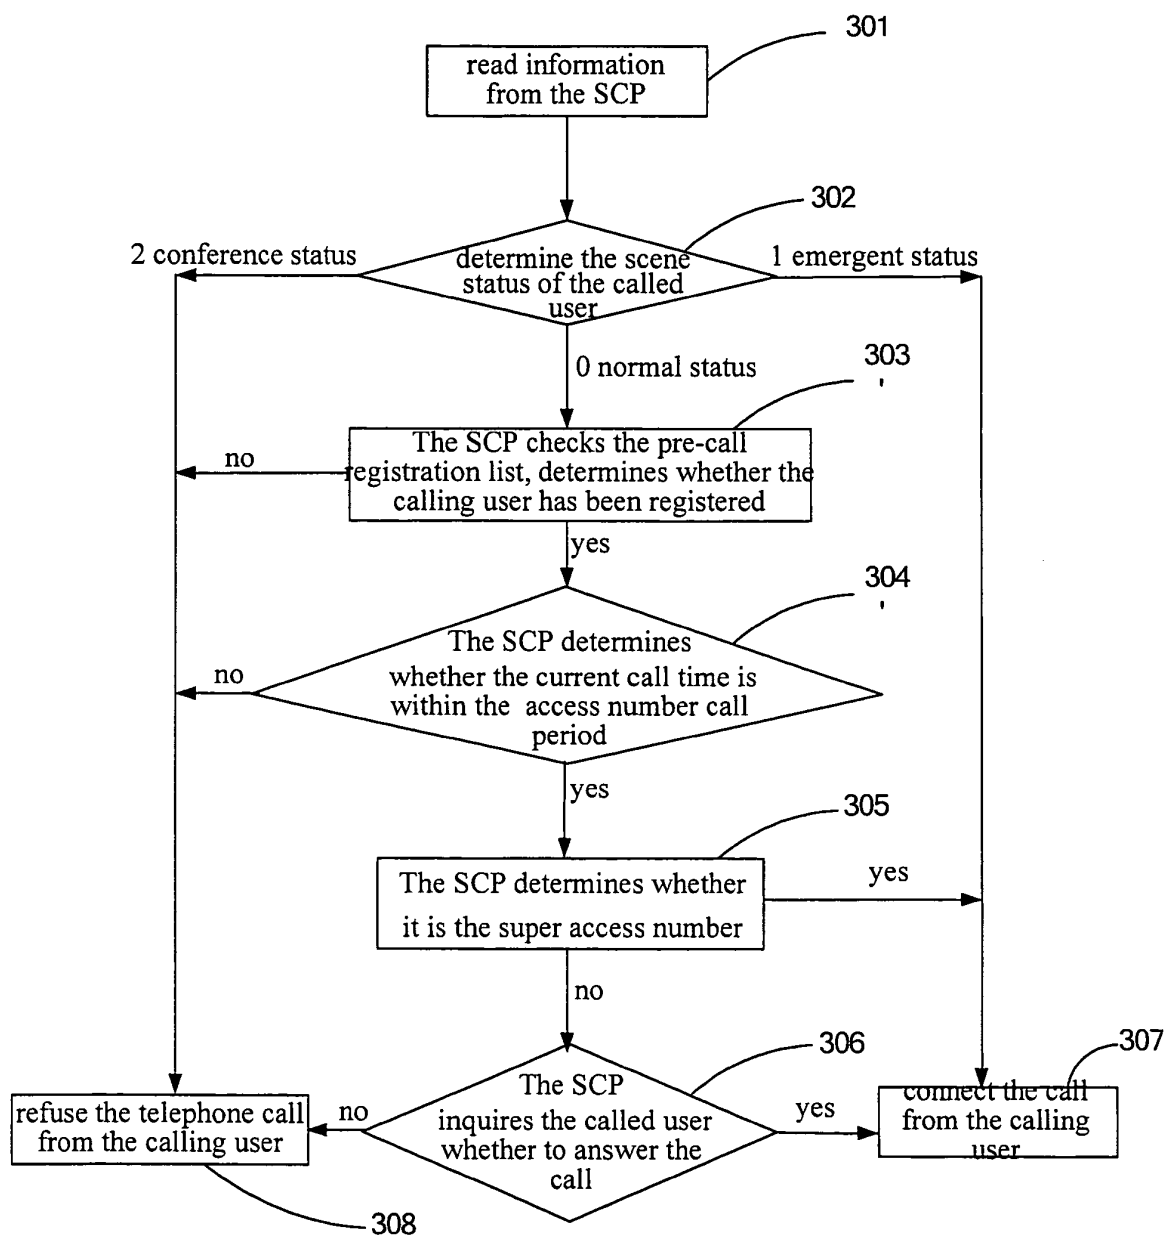 301
read information
from the SCP
302
2 conference status
determine the scene
status of the called
user
1 emergent status
0 normal status
303
The SCP checks the pre-call
registration list, determines whether the
calling user has been registered
no
yes
304
The SCP determines
whether the current call time is
within the access number call
period
no
yes
305
The SCP determines whether
it is the super access number
yes
no
306
The SCP
inquires the called user
whether to answer the
call
no
yes
307
connect the call
from the calling
user
refuse the telephone call
from the calling user
308